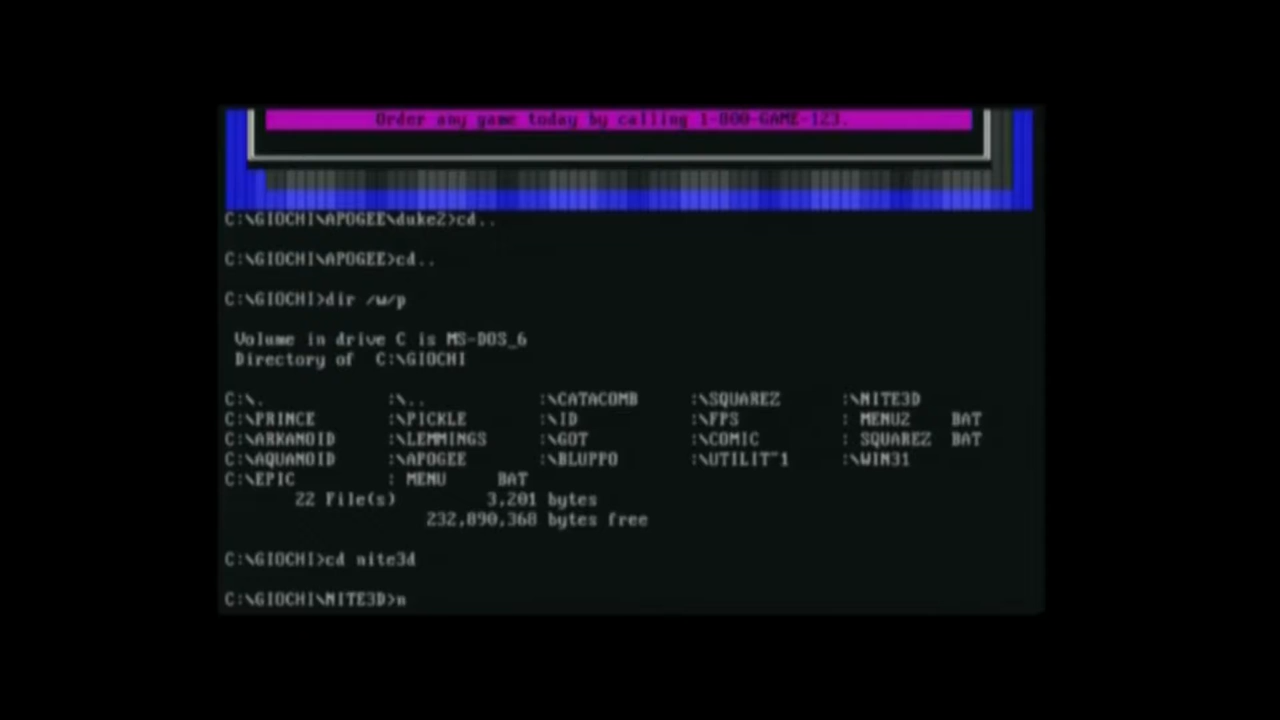 Order any game today by calling 1-800-GAME-123.
C:\GIOCHI\APOGEE\duke2>cd..
C:\GIOCHI\APOGEE>cd..
C:\GIOCHI>dir /w/p
Volume in drive C is MS-DOS_6
Directory of C:\GIOCHI
C:\. :\.. :\CATACOMB :\SQUAREZ :\NITE3D
C:\PRINCE :\PICKLE :\ID :\FPS : MENU2 BAT
C:\ARKANOID :\LEMMINGS :\GOT :\COMIC : SQUAREZ BAT
C:\AQUANOID :\APOGEE :\BLUPPO :\UTILIT~1 :\WIN31
C:\EPIC : MENU BAT
22 File(s) 3,201 bytes
232,890,368 bytes free
C:\GIOCHI>cd nite3d
C:\GIOCHI\NITE3D>n